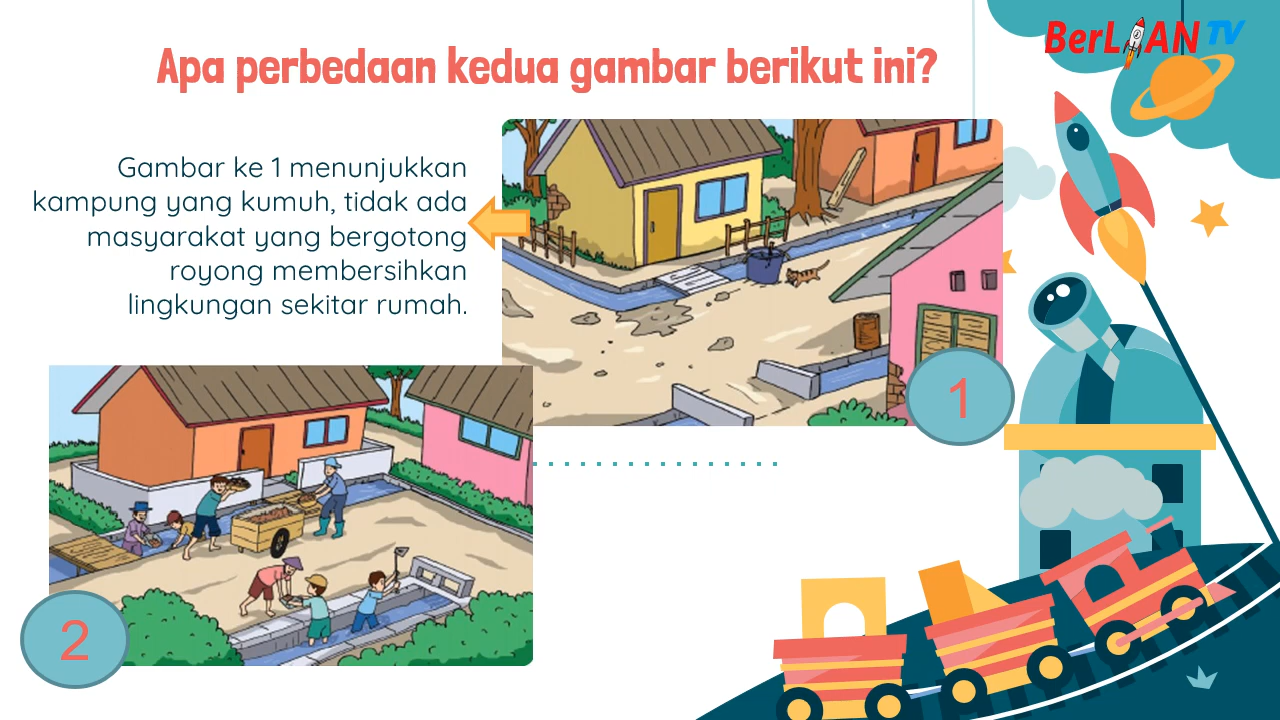 BerLIAN TV
Apa perbedaan kedua gambar berikut ini?
Gambar ke 1 menunjukkan
kampung yang kumuh, tidak ada
masyarakat yang bergotong
royong membersihkan
lingkungan sekitar rumah.
1
2